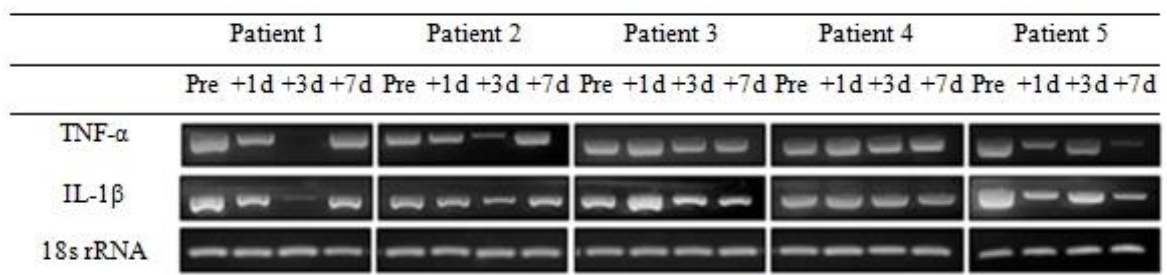 Patient 1 Patient 2 Patient 3 Patient 4 Patient 5
Pre +1d +3d +7d Pre +1d +3d +7d Pre +1d +3d +7d Pre +1d +3d +7d Pre +1d +3d +7d
TNF-α
IL-1β
18s rRNA